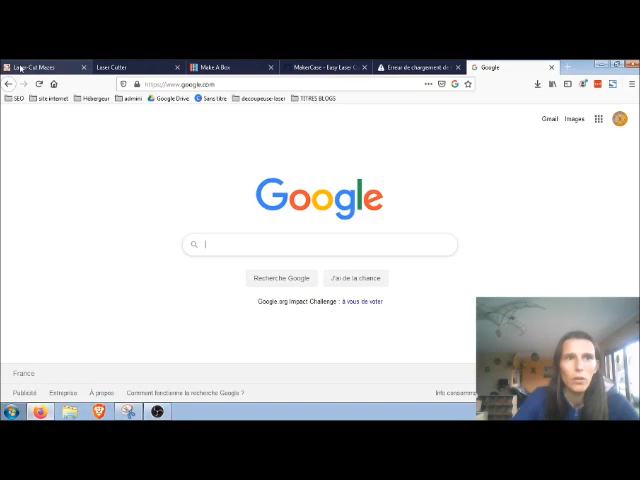 Laser-Cut Mazes
Laser Cutter
Make A Box
MakerCase - Easy Laser C
Erreur de chargement de
Google
https://www.google.com
SEO
site internet
Hébergeur
admini
Google Drive
Sans titre
decoupeuse-laser
TITRES BLOGS
Gmail
Images
Google
Recherche Google
J'ai de la chance
Google.org Impact Challenge : à vous de voter
France
Publicité
Entreprise
À propos
Comment fonctionne la recherche Google ?
Info consomm